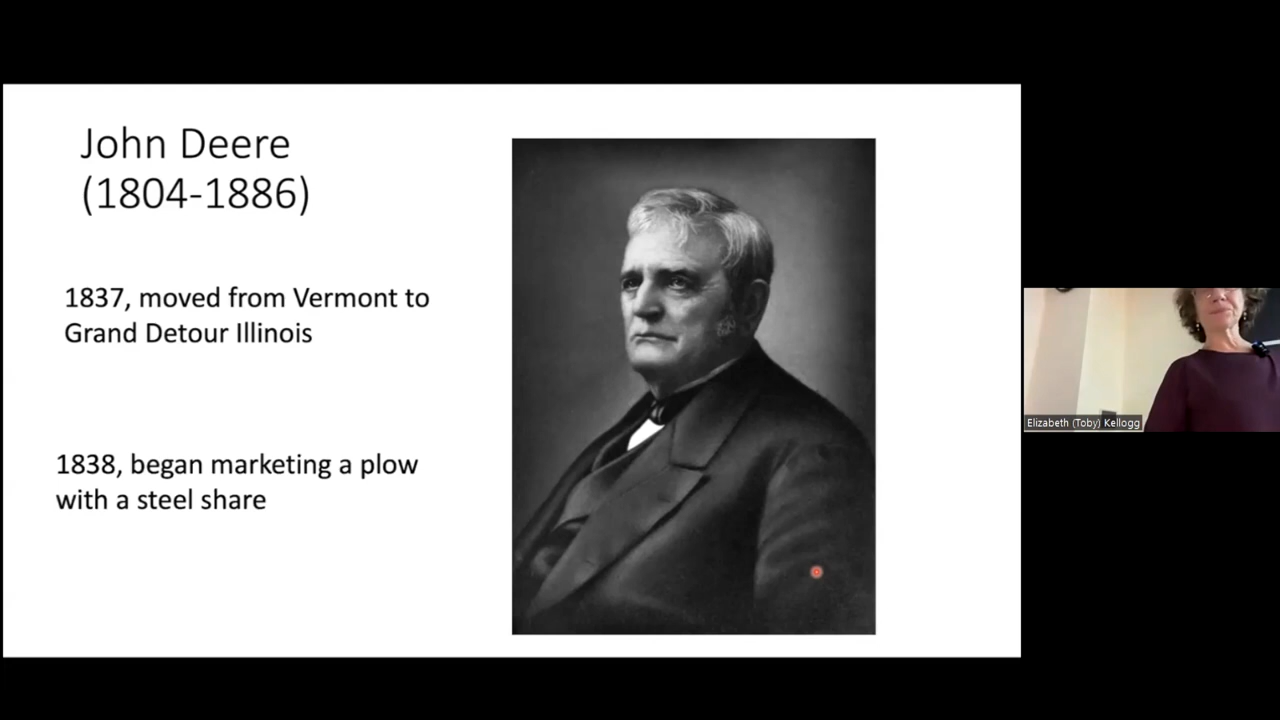 John Deere
(1804-1886)
1837, moved from Vermont to
Grand Detour Illinois
1838, began marketing a plow
with a steel share
Elizabeth (Toby) Kellogg